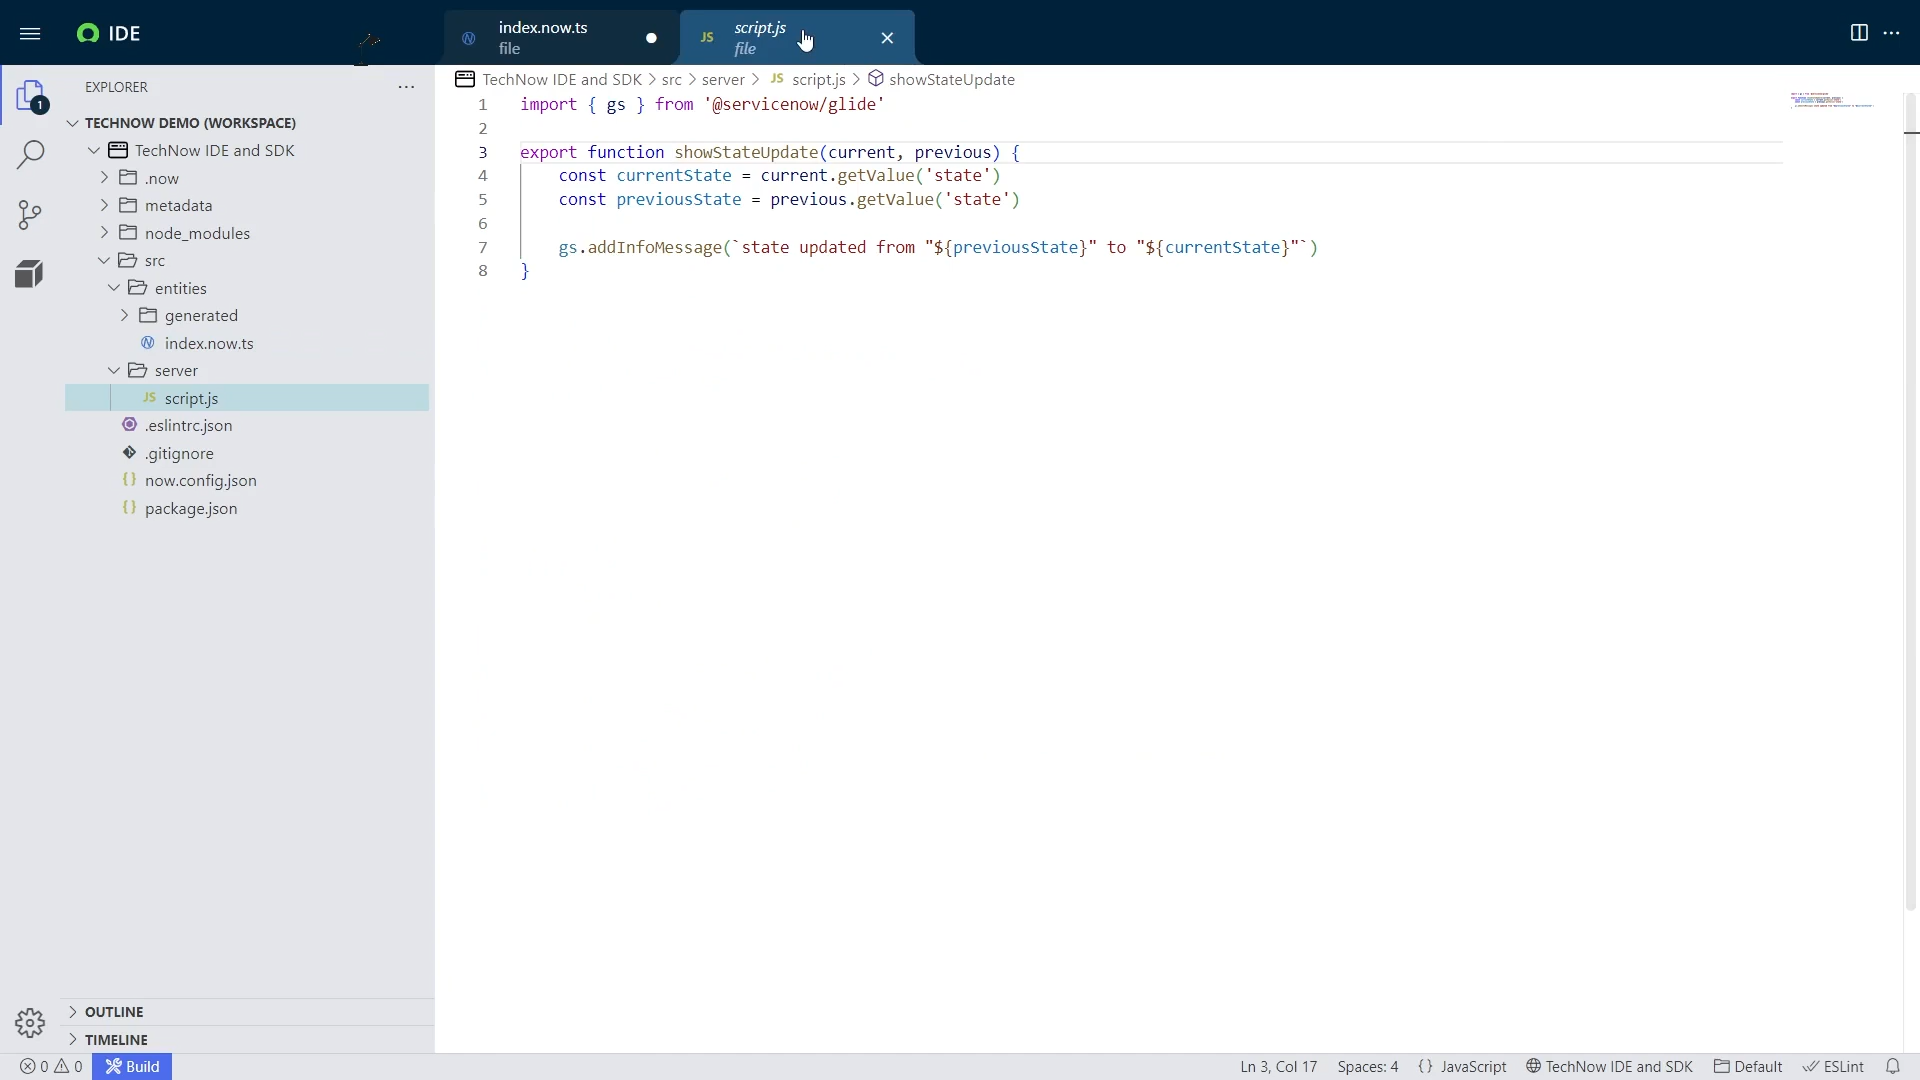 IDE
index.now.ts
file
JS
script.js
file
EXPLORER
1
TECHNOW DEMO (WORKSPACE)
TechNow IDE and SDK
.now
metadata
node_modules
src
entities
generated
index.now.ts
server
JS script.js
.eslintrc.json
.gitignore
now.config.json
package.json
OUTLINE
TIMELINE
TechNow IDE and SDK > src > server > JS script.js > showStateUpdate
1 import { gs } from '@servicenow/glide'
2
3 export function showStateUpdate(current, previous) {
4 const currentState = current.getValue('state')
5 const previousState = previous.getValue('state')
6
7 gs.addInfoMessage(`state updated from "${previousState}" to "${currentState}"`)
8 }
0 0 Build
Ln 3, Col 17 Spaces: 4 {} JavaScript TechNow IDE and SDK Default ESLint